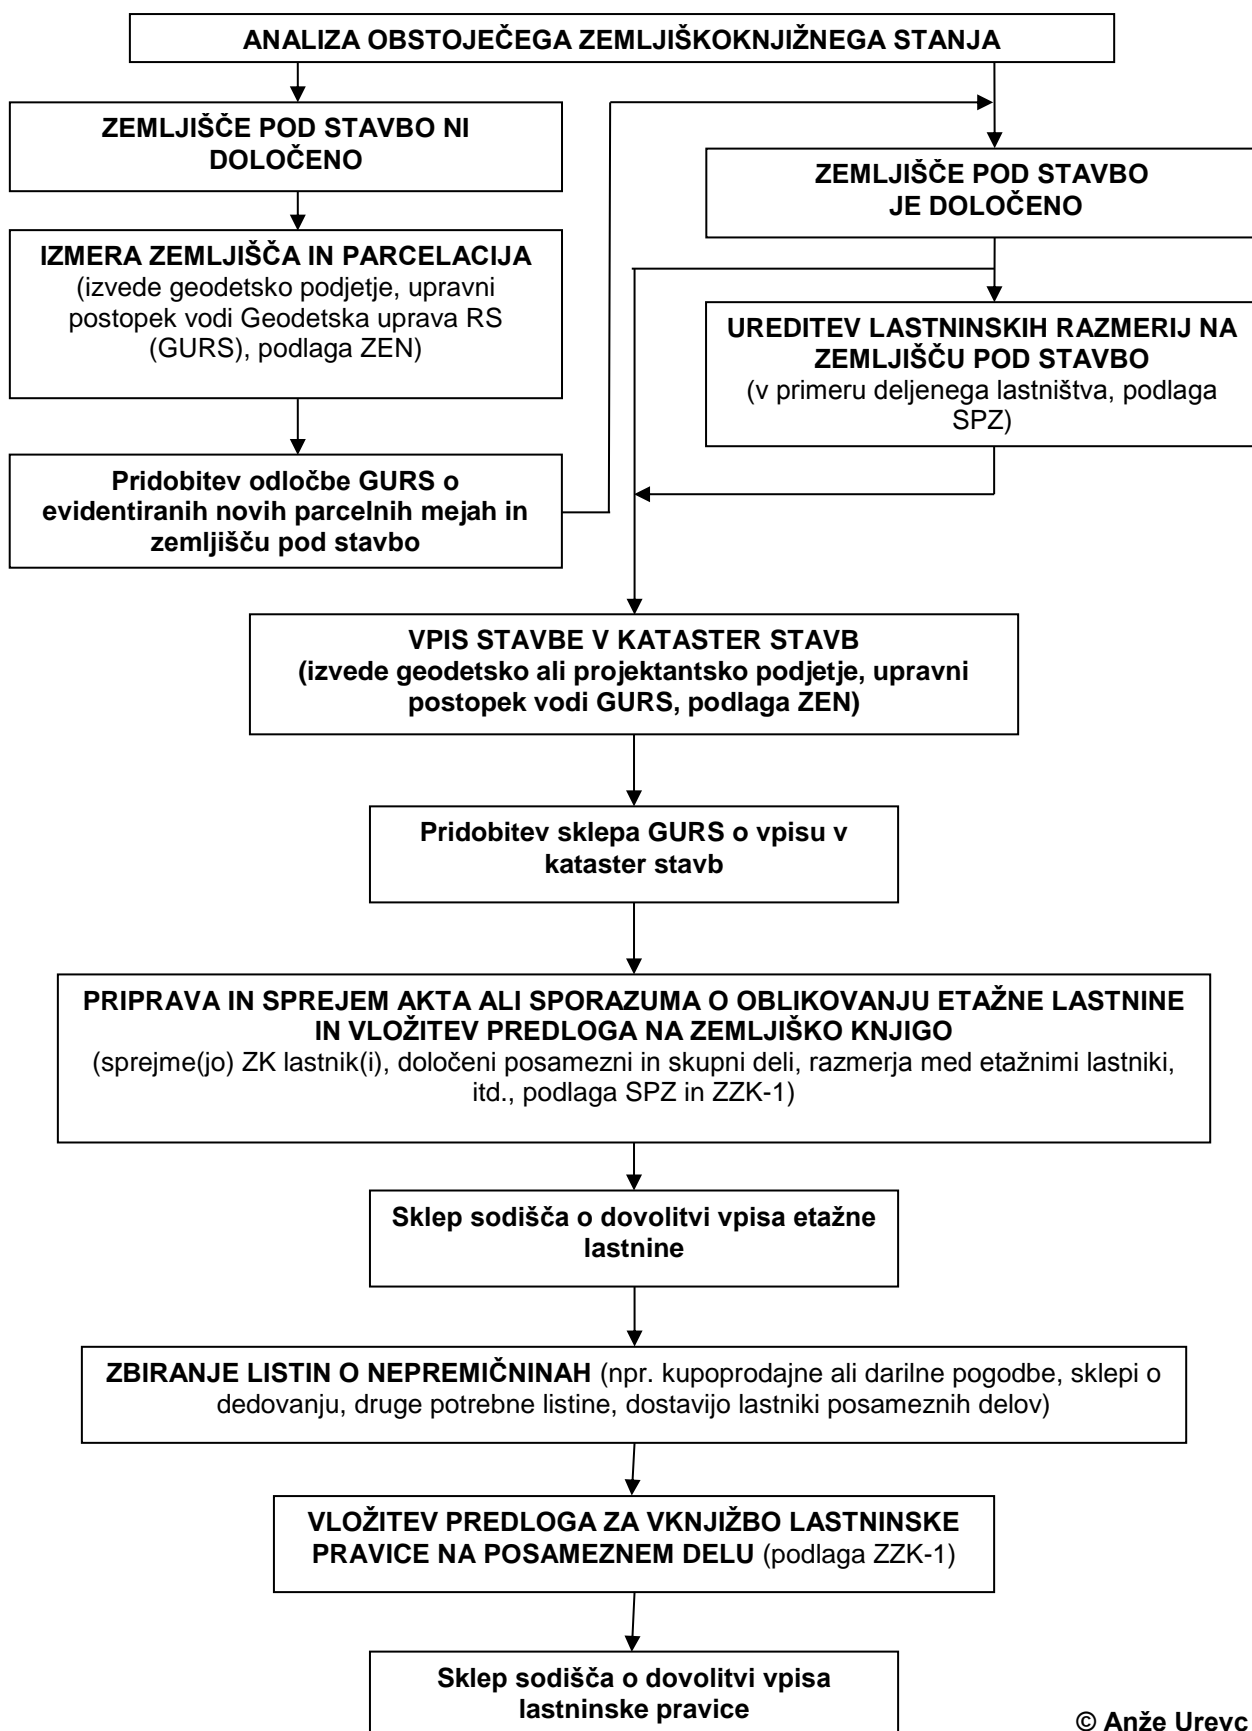 ANALIZA OBSTOJEČEGA ZEMLJIŠKOKNJIŽNEGA STANJA
ZEMLJIŠČE POD STAVBO NI
DOLOČENO
IZMERA ZEMLJIŠČA IN PARCELACIJA
(izvede geodetsko podjetje, upravni
postopek vodi Geodetska uprava RS
(GURS), podlaga ZEN)
Pridobitev odločbe GURS o
evidentiranih novih parcelnih mejah in
zemljišču pod stavbo
ZEMLJIŠČE POD STAVBO
JE DOLOČENO
UREDITEV LASTNINSKIH RAZMERIJ NA
ZEMLJIŠČU POD STAVBO
(v primeru deljenega lastništva, podlaga
SPZ)
VPIS STAVBE V KATASTER STAVB
(izvede geodetsko ali projektantsko podjetje, upravni
postopek vodi GURS, podlaga ZEN)
Pridobitev sklepa GURS o vpisu v
kataster stavb
PRIPRAVA IN SPREJEM AKTA ALI SPORAZUMA O OBLIKOVANJU ETAŽNE LASTNINE
IN VLOŽITEV PREDLOGA NA ZEMLJIŠKO KNJIGO
(sprejme(jo) ZK lastnik(i), določeni posamezni in skupni deli, razmerja med etažnimi lastniki,
itd., podlaga SPZ in ZZK-1)
Sklep sodišča o dovolitvi vpisa etažne
lastnine
ZBIRANJE LISTIN O NEPREMIČNINAH (npr. kupoprodajne ali darilne pogodbe, sklepi o
dedovanju, druge potrebne listine, dostavijo lastniki posameznih delov)
VLOŽITEV PREDLOGA ZA VKNJIŽBO LASTNINSKE
PRAVICE NA POSAMEZNEM DELU (podlaga ZZK-1)
Sklep sodišča o dovolitvi vpisa
lastninske pravice
© Anže Urevc